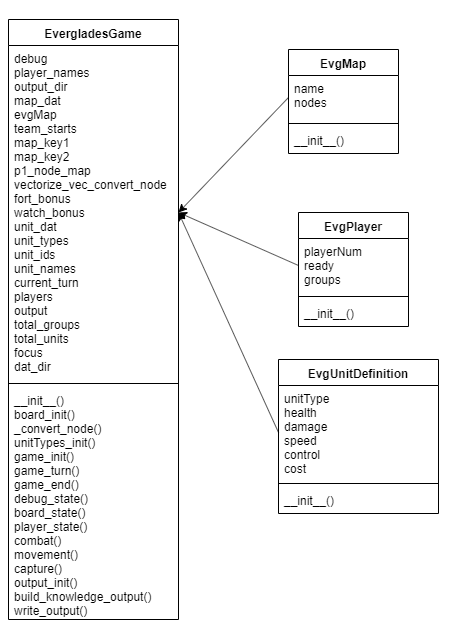 EvergladesGame
debug
player_names
output_dir
map_dat
evgMap
team_starts
map_key1
map_key2
p1_node_map
vectorize_vec_convert_node
fort_bonus
watch_bonus
unit_dat
unit_types
unit_ids
unit_names
current_turn
players
output
total_groups
total_units
focus
dat_dir
__init__()
board_init()
_convert_node()
unitTypes_init()
game_init()
game_turn()
game_end()
debug_state()
board_state()
player_state()
combat()
movement()
capture()
output_init()
build_knowledge_output()
write_output()
EvgMap
name
nodes
__init__()
EvgPlayer
playerNum
ready
groups
__init__()
EvgUnitDefinition
unitType
health
damage
speed
control
cost
__init__()